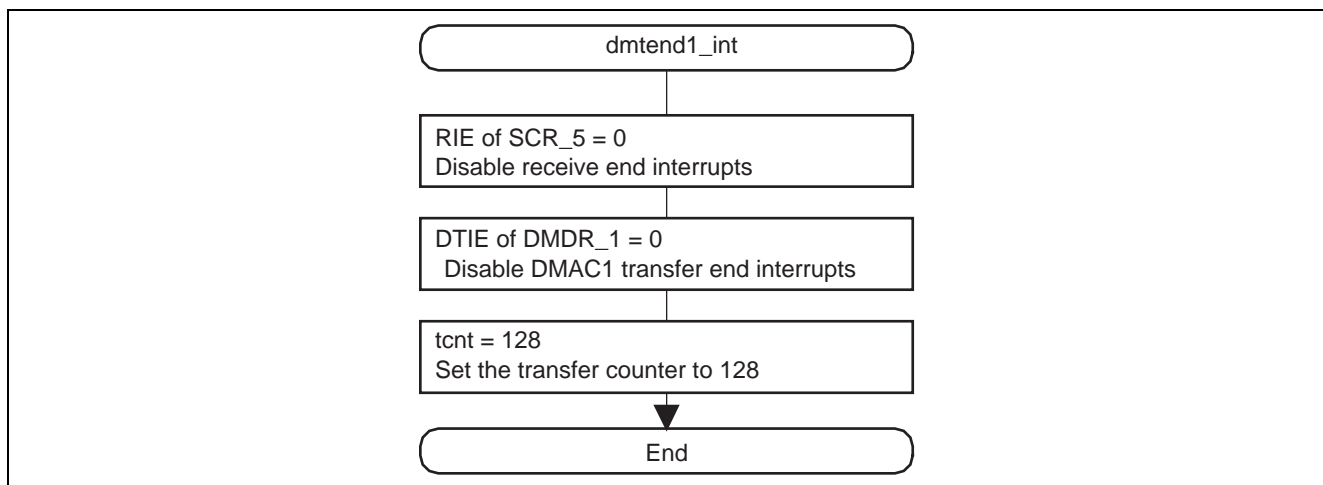 dmtend1_int
RIE of SCR_5 = 0
Disable receive end interrupts
DTIE of DMDR_1 = 0
Disable DMAC1 transfer end interrupts
tcnt = 128
Set the transfer counter to 128
End